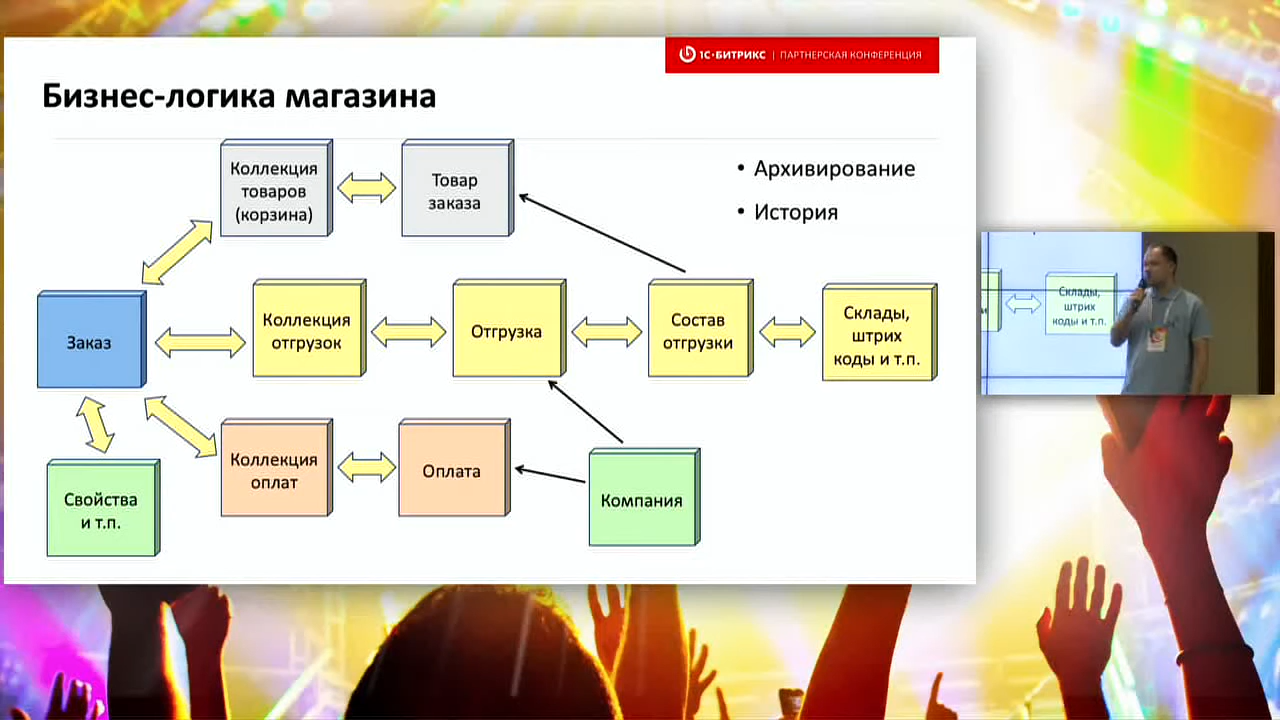 1С-БИТРИКС | ПАРТНЕРСКАЯ КОНФЕРЕНЦИЯ
Бизнес-логика магазина
Коллекция
товаров
(корзина)
Товар
заказа
• Архивирование
• История
Заказ
Коллекция
отгрузок
Отгрузка
Состав
отгрузки
Склады,
штрих
коды и т.п.
Свойства
и т.п.
Коллекция
оплат
Оплата
Компания
Склады,
штрих
коды и т.п.